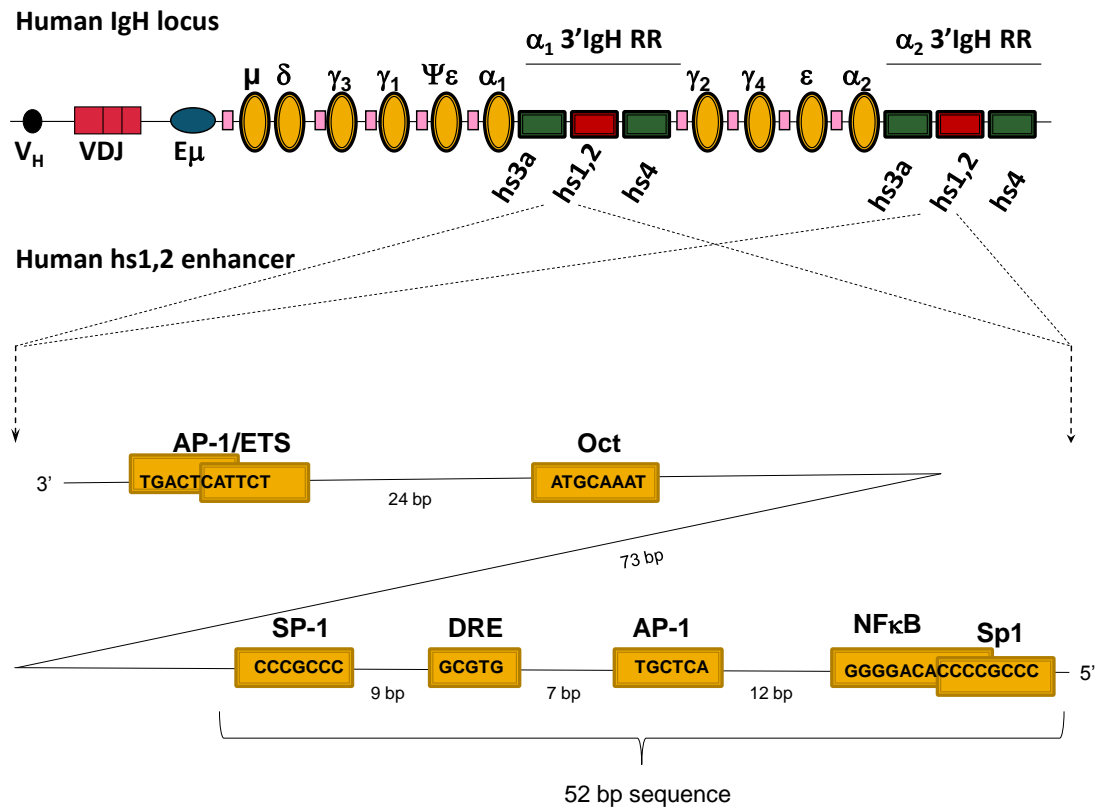 Human IgH locus
α1 3'IgH RR
α2 3'IgH RR
μ δ γ3 γ1 Ψε α1 γ2 γ4 ε α2
VH VDJ Eμ
hs3a hs1,2 hs4 hs3a hs1,2 hs4
Human hs1,2 enhancer
AP-1/ETS Oct
3' TGACTCATTCT ATGCAAAT
24 bp
73 bp
SP-1 DRE AP-1 NFκB Sp1
CCCGCCC GCGTG TGCTCA GGGGACACCCCGCCC 5'
9 bp 7 bp 12 bp
52 bp sequence